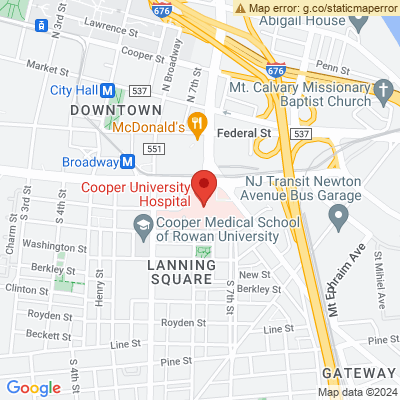 Map error: g.co/staticmaperror
Abigail House
Lawrence St
N 3rd St
Cooper St
N Broadway
N 7th St
676
Penn St
Market St
City Hall
M
537
Mt. Calvary Missionary
Baptist Church
676
DOWNTOWN
McDonald's
Federal St
537
551
Broadway
M
Cooper University
Hospital
NJ Transit Newton
Avenue Bus Garage
S 3rd St
S 4th St
Charm St
Cooper Medical School
of Rowan University
Washington St
Berkley St
LANNING
SQUARE
New St
Berkley St
S 7th St
Mt Ephraim Ave
St Mihiel Ave
Clinton St
Henry St
Royden St
Royden St
Line St
Beckett St
Line St
S 4th St
Pine St
Pine St
GATEWAY
Google
Map data ©2024